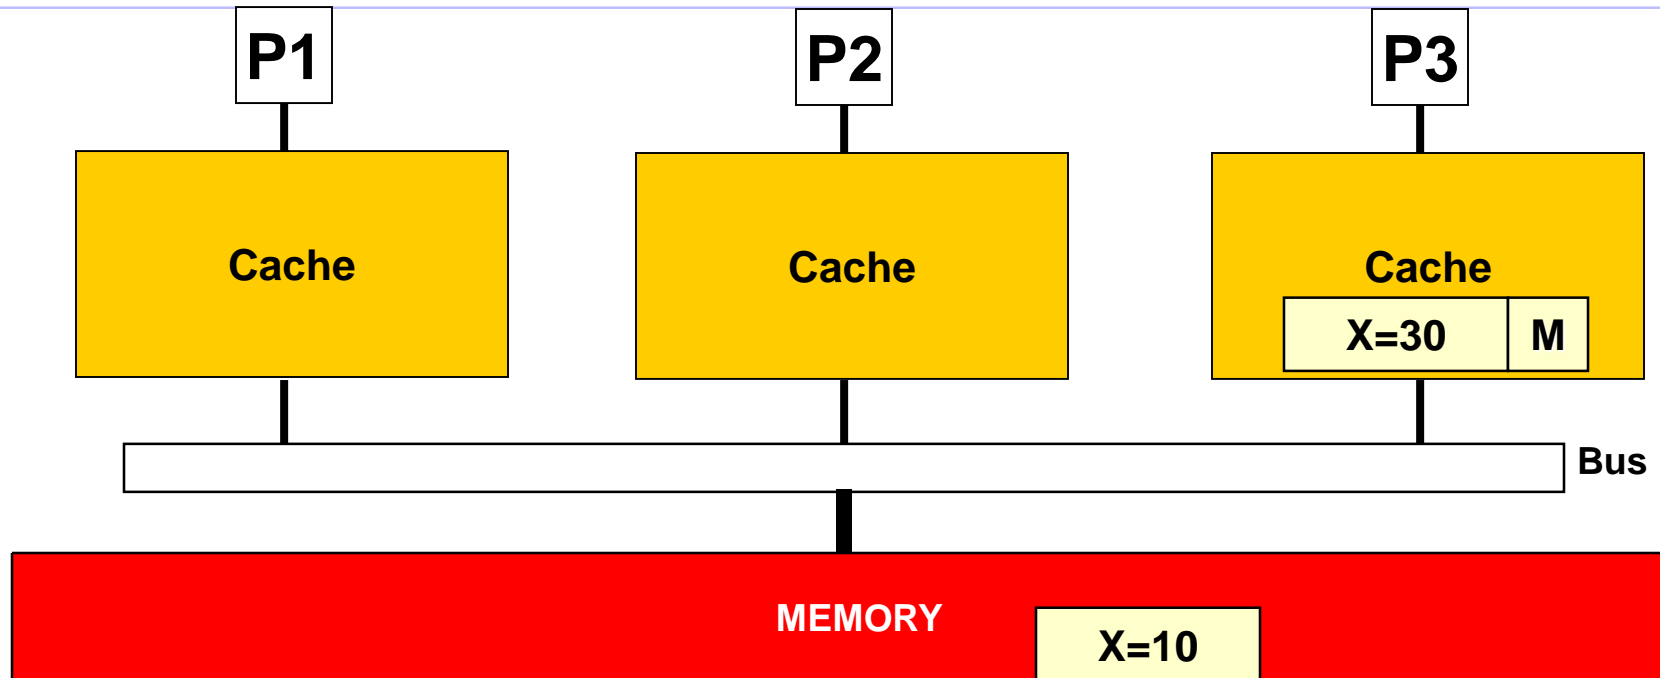 P1
P2
P3
Cache
Cache
Cache
X=30 M
Bus
MEMORY
X=10